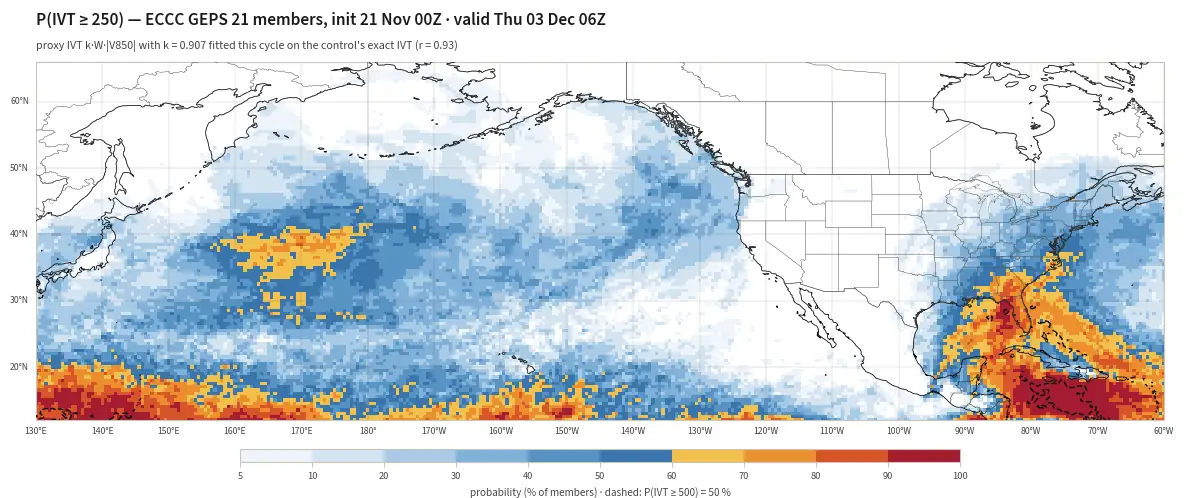 P(IVT ≥ 250) — ECCC GEPS 21 members, init 21 Nov 00Z · valid Thu 03 Dec 06Z
proxy IVT k·W·|V850| with k = 0.907 fitted this cycle on the control's exact IVT (r = 0.93)
60°N
50°N
40°N
30°N
20°N
130°E 140°E 150°E 160°E 170°E 180° 170°W 160°W 150°W 140°W 130°W 120°W 110°W 100°W 90°W 80°W 70°W 60°W
5 10 20 30 40 50 60 70 80 90 100
probability (% of members) · dashed: P(IVT ≥ 500) = 50 %